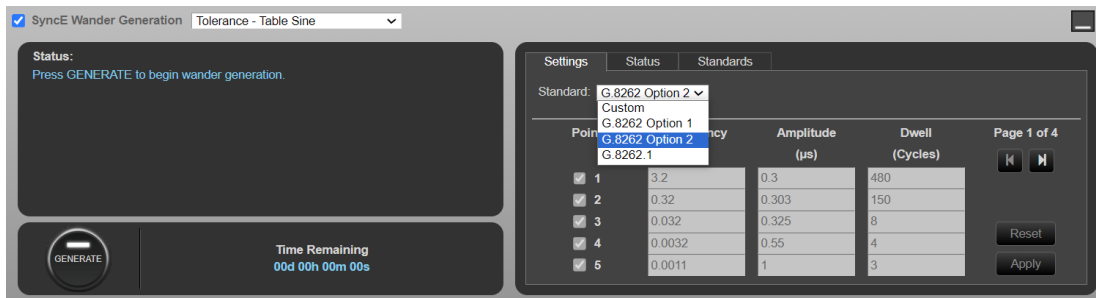 SyncE Wander Generation Tolerance - Table Sine
Status:
Press GENERATE to begin wander generation.
GENERATE
Time Remaining
00d 00h 00m 00s
Settings Status Standards
Standard: G.8262 Option 2
Custom
G.8262 Option 1
G.8262 Option 2
G.8262.1
Poin ncy Amplitude Dwell Page 1 of 4
(µs) (Cycles)
1 3.2 0.3 480
2 0.32 0.303 150
3 0.032 0.325 8
4 0.0032 0.55 4
5 0.0011 1 3
Reset
Apply